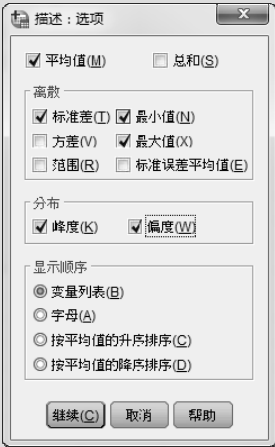 描述：选项
平均值(M) 总和(S)
离散
标准差(T) 最小值(N)
方差(V) 最大值(X)
范围(R) 标准误差平均值(E)
分布
峰度(K) 偏度(W)
显示顺序
变量列表(B)
字母(A)
按平均值的升序排序(C)
按平均值的降序排序(D)
继续(C) 取消 帮助